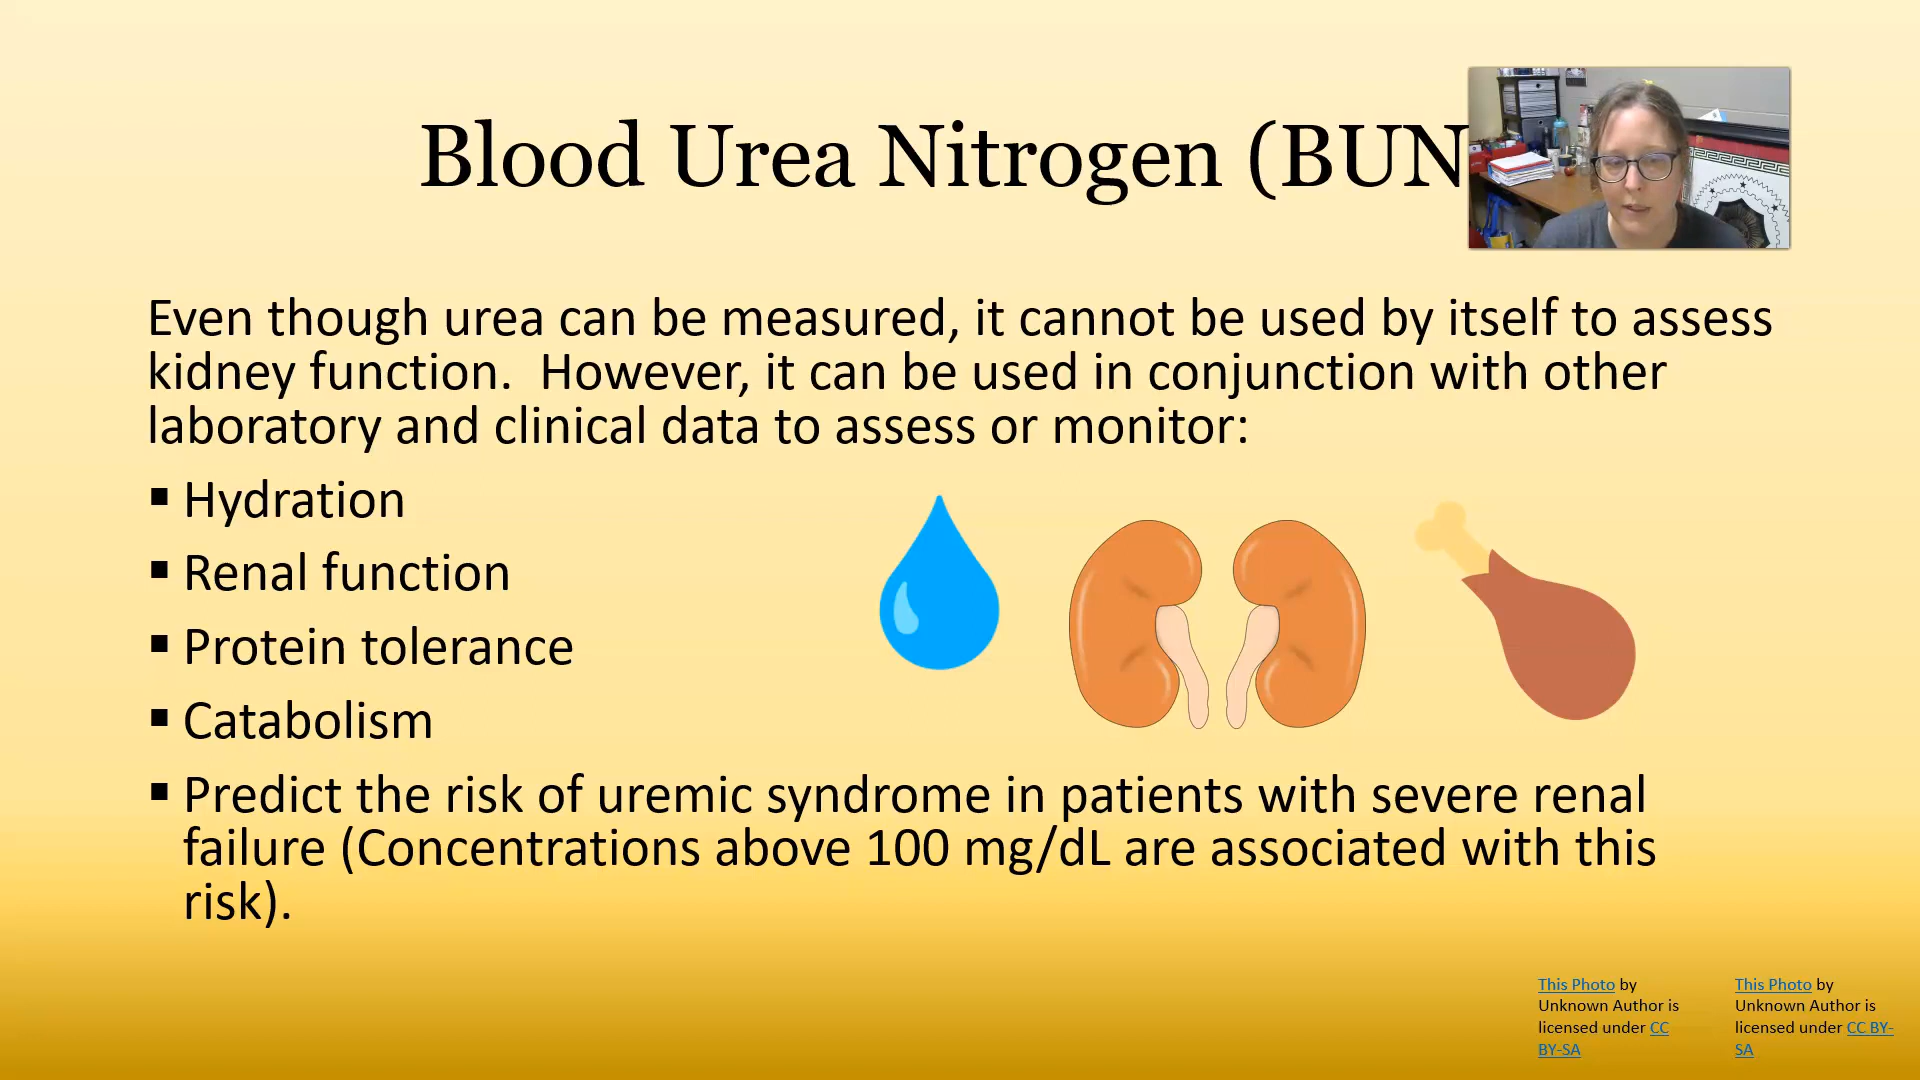 Blood Urea Nitrogen (BUN
Even though urea can be measured, it cannot be used by itself to assess
kidney function.  However, it can be used in conjunction with other
laboratory and clinical data to assess or monitor:
▪ Hydration
▪ Renal function
▪ Protein tolerance
▪ Catabolism
▪ Predict the risk of uremic syndrome in patients with severe renal
failure (Concentrations above 100 mg/dL are associated with this
risk).
This Photo by
Unknown Author is
licensed under CC
BY-SA
This Photo by
Unknown Author is
licensed under CC BY-
SA